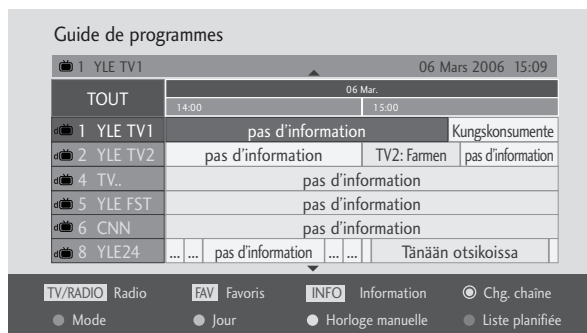 Guide de programmes
1 YLE TV1 06 Mars 2006 15:09
TOUT 06 Mar.
14:00 15:00
1 YLE TV1 pas d'information Kungskonsumente
2 YLE TV2 pas d'information TV2: Farmen pas d'information
4 TV.. pas d'information
5 YLE FST pas d'information
6 CNN pas d'information
8 YLE24 ... ... pas d'information ... ... Tänään otsikoissa
TV/RADIO Radio FAV Favoris INFO Information Chg. chaîne
Mode Jour Horloge manuelle Liste planifiée